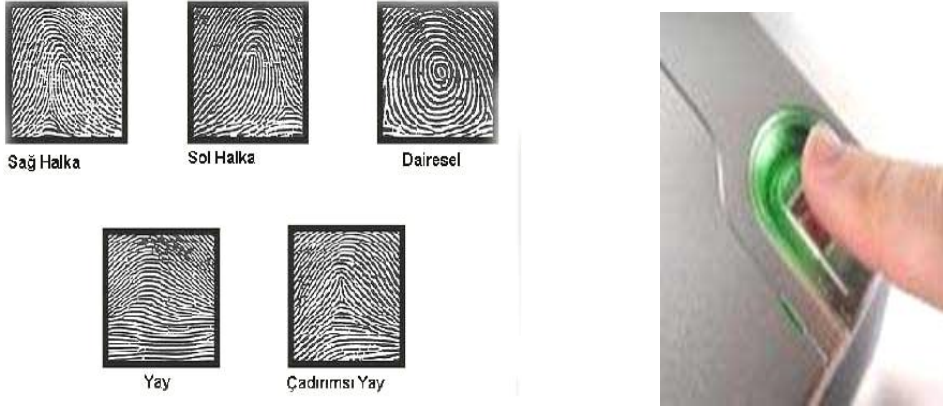 Sağ Halka
Sol Halka
Dairesel
Yay
Çadırımsı Yay